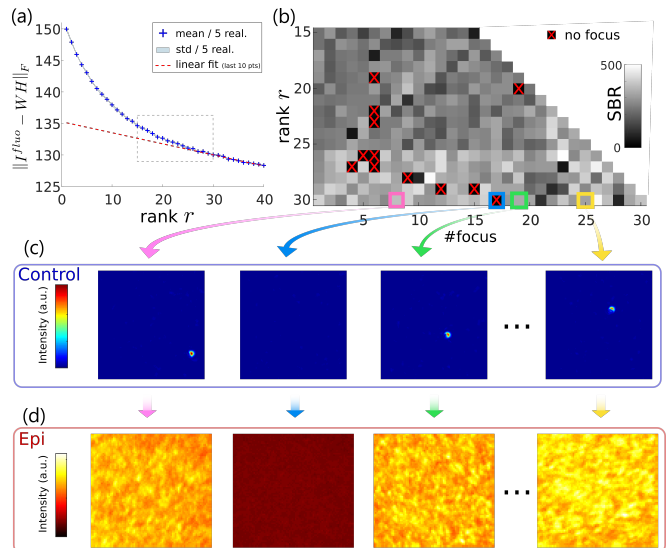 (a)
150
145
140
135
130
125
‖I^{fluo} − WH‖_F
mean / 5 real.
std / 5 real.
linear fit (last 10 pts)
0
10
20
30
40
rank r
(b)
15
20
25
30
rank r
no focus
500
0
SBR
5
10
15
20
25
30
#focus
(c)
Control
Intensity (a.u.)
...
(d)
Epi
Intensity (a.u.)
...